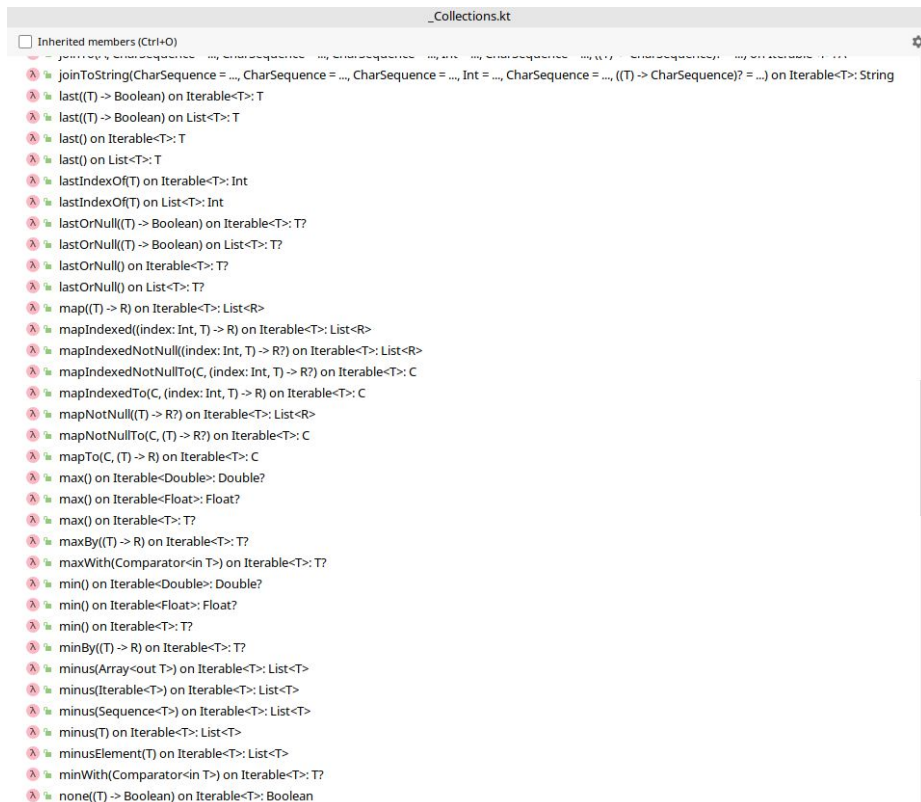 _Collections.kt
Inherited members (Ctrl+O)
joinToString(CharSequence = ..., CharSequence = ..., CharSequence = ..., Int = ..., CharSequence = ..., ((T) -> CharSequence)? = ...) on Iterable<T>: String
last((T) -> Boolean) on Iterable<T>: T
last((T) -> Boolean) on List<T>: T
last() on Iterable<T>: T
last() on List<T>: T
lastIndexOf(T) on Iterable<T>: Int
lastIndexOf(T) on List<T>: Int
lastOrNull((T) -> Boolean) on Iterable<T>: T?
lastOrNull((T) -> Boolean) on List<T>: T?
lastOrNull() on Iterable<T>: T?
lastOrNull() on List<T>: T?
map((T) -> R) on Iterable<T>: List<R>
mapIndexed((index: Int, T) -> R) on Iterable<T>: List<R>
mapIndexedNotNull((index: Int, T) -> R?) on Iterable<T>: List<R>
mapIndexedNotNullTo(C, (index: Int, T) -> R?) on Iterable<T>: C
mapIndexedTo(C, (index: Int, T) -> R) on Iterable<T>: C
mapNotNull((T) -> R?) on Iterable<T>: List<R>
mapNotNullTo(C, (T) -> R?) on Iterable<T>: C
mapTo(C, (T) -> R) on Iterable<T>: C
max() on Iterable<Double>: Double?
max() on Iterable<Float>: Float?
max() on Iterable<T>: T?
maxBy((T) -> R) on Iterable<T>: T?
maxWith(Comparator<in T>) on Iterable<T>: T?
min() on Iterable<Double>: Double?
min() on Iterable<Float>: Float?
min() on Iterable<T>: T?
minBy((T) -> R) on Iterable<T>: T?
minus(Array<out T>) on Iterable<T>: List<T>
minus(Iterable<T>) on Iterable<T>: List<T>
minus(Sequence<T>) on Iterable<T>: List<T>
minus(T) on Iterable<T>: List<T>
minusElement(T) on Iterable<T>: List<T>
minWith(Comparator<in T>) on Iterable<T>: T?
none((T) -> Boolean) on Iterable<T>: Boolean